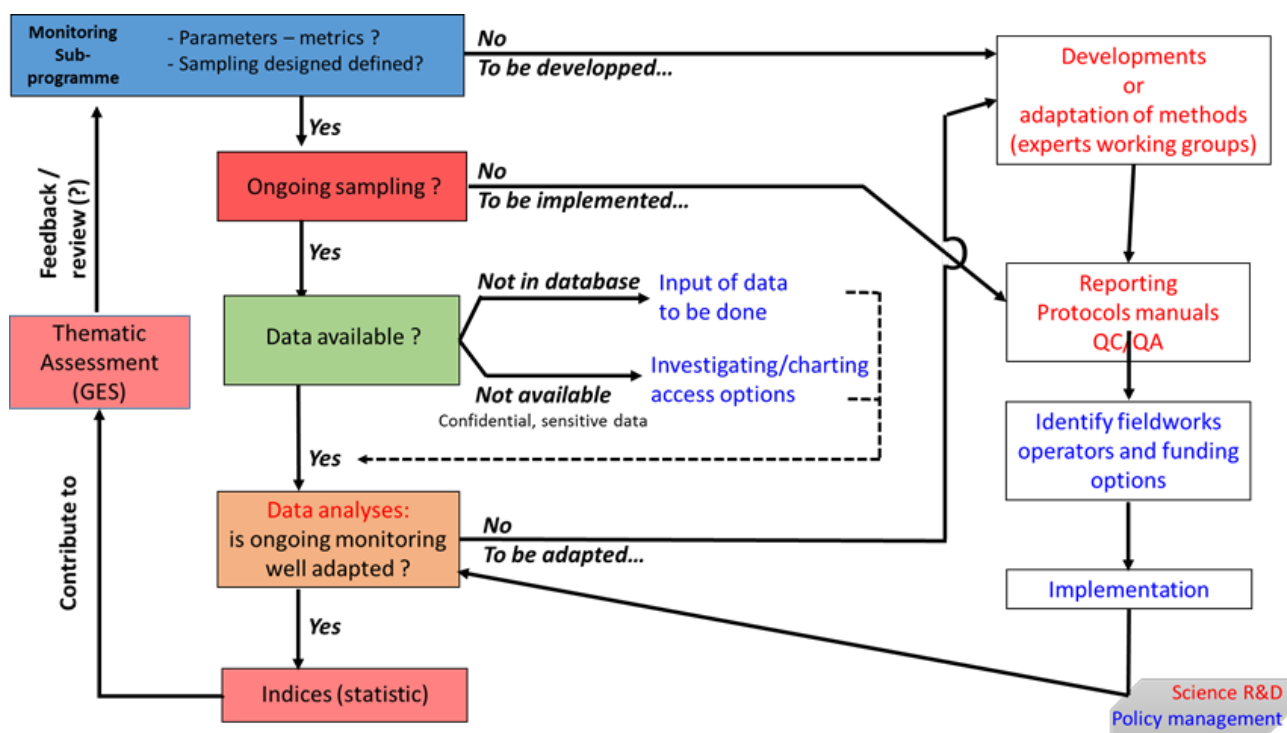 Monitoring
Sub-
programme
- Parameters – metrics ?
- Sampling designed defined?
No
To be developped…
Developments
or
adaptation of methods
(experts working groups)
Yes
Ongoing sampling ?
No
To be implemented…
Feedback /
review (?)
Yes
Not in database
Input of data
to be done
Reporting
Protocols manuals
QC/QA
Data available ?
Thematic
Assessment
(GES)
Investigating/charting
access options
Not available
Confidential, sensitive data
Identify fieldworks
operators and funding
options
Yes
Data analyses:
is ongoing monitoring
well adapted ?
No
To be adapted…
Contribute to
Implementation
Yes
Indices (statistic)
Science R&D
Policy management